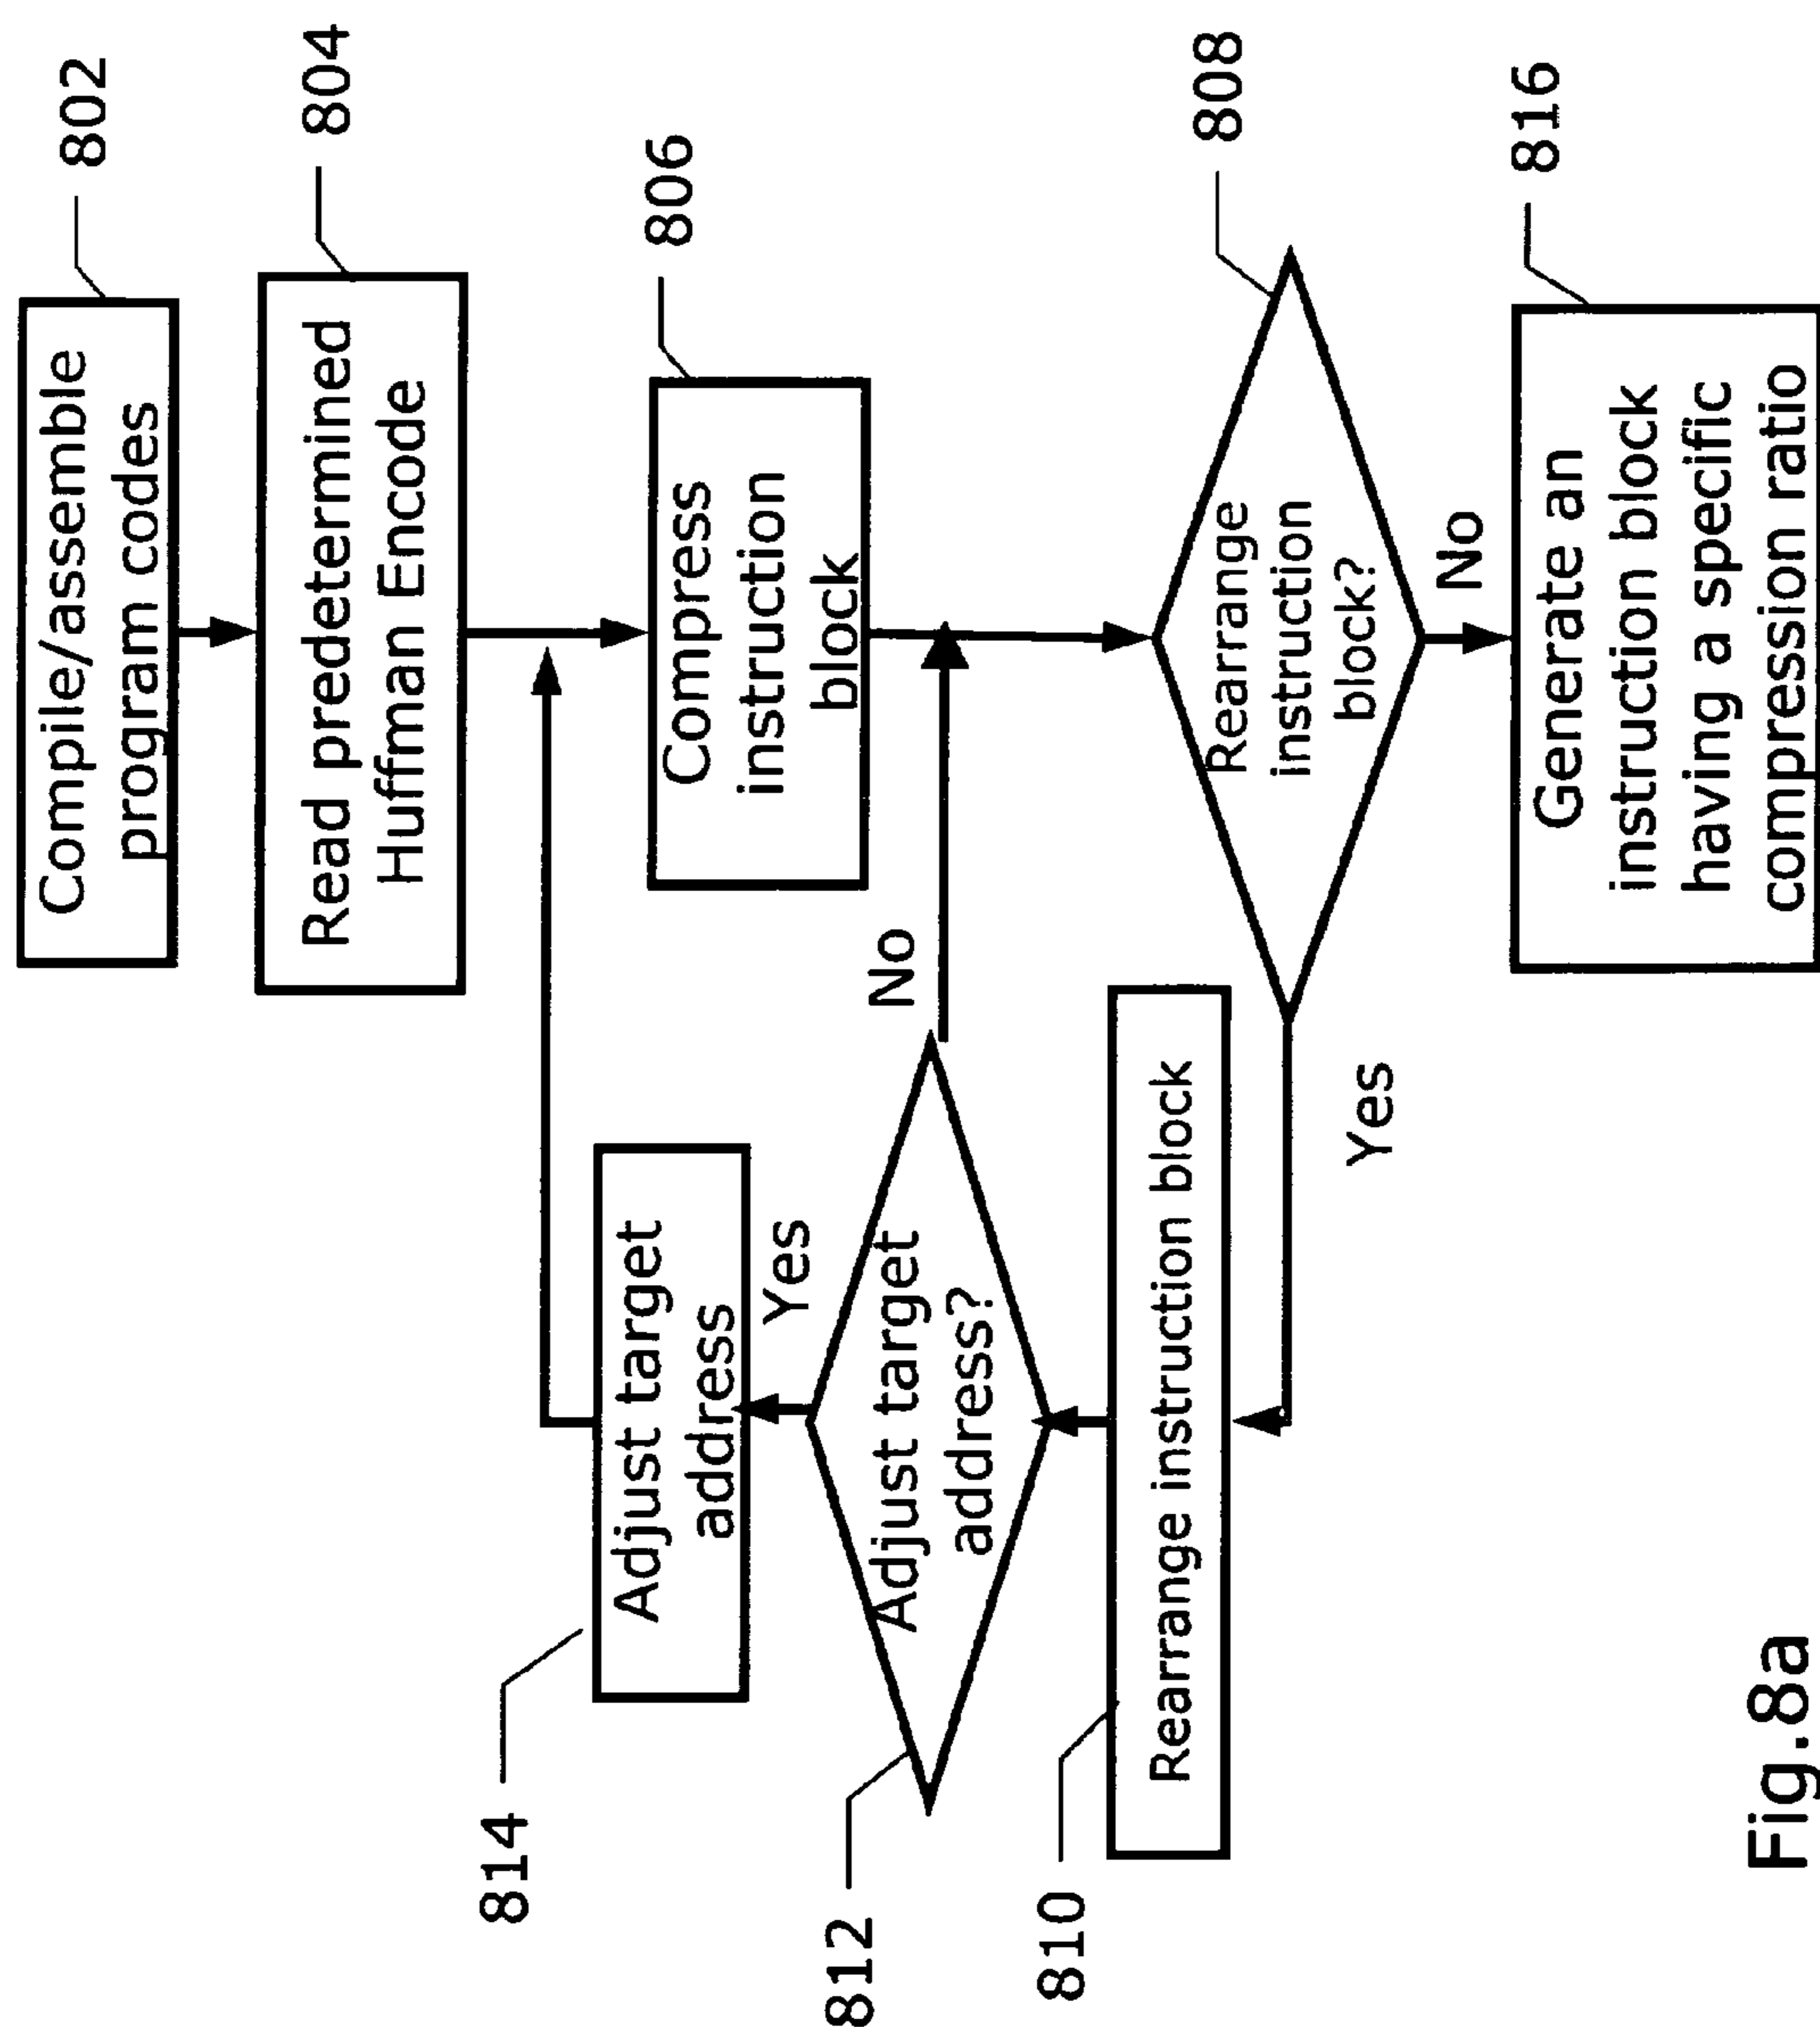 Compile/assemble
program codes
802
Read predetermined
Huffman Encode
804
Compress
instruction
block
806
Rearrange
instruction
block?
808
No
Yes
Generate an
instruction block
having a specific
compression ratio
816
Rearrange instruction block
810
Adjust target
address?
812
No
Yes
Adjust target
address
814
Fig.8a